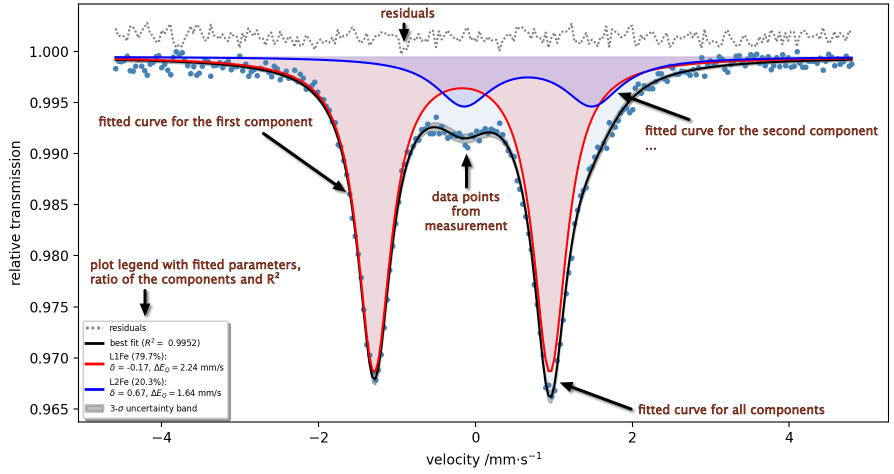 residuals
1.000
0.995
0.990
0.985
0.980
0.975
0.970
0.965
relative transmission
fitted curve for the first component
fitted curve for the second component
...
data points
from
measurement
plot legend with fitted parameters,
ratio of the components and R²
residuals
best fit (R² = 0.9952)
L1Fe (79.7%):
δ = -0.17, ΔE_Q = 2.24 mm/s
L2Fe (20.3%):
δ = 0.67, ΔE_Q = 1.64 mm/s
3-σ uncertainty band
fitted curve for all components
−4
−2
0
2
4
velocity /mm·s⁻¹